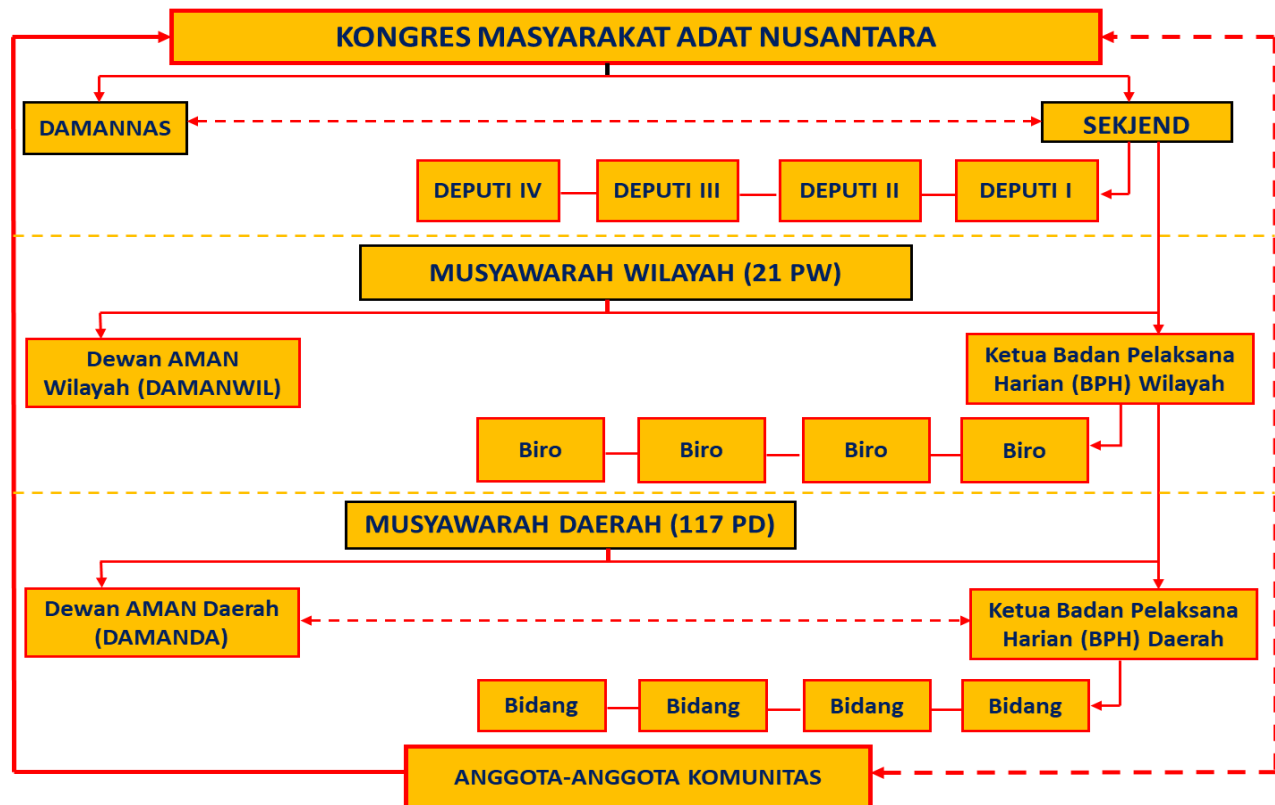 KONGRES MASYARAKAT ADAT NUSANTARA
DAMANNAS
SEKJEND
DEPUTI IV
DEPUTI III
DEPUTI II
DEPUTI I
MUSYAWARAH WILAYAH (21 PW)
Dewan AMAN
Wilayah (DAMANWIL)
Ketua Badan Pelaksana
Harian (BPH) Wilayah
Biro
Biro
Biro
Biro
MUSYAWARAH DAERAH (117 PD)
Dewan AMAN Daerah
(DAMANDA)
Ketua Badan Pelaksana
Harian (BPH) Daerah
Bidang
Bidang
Bidang
Bidang
ANGGOTA-ANGGOTA KOMUNITAS